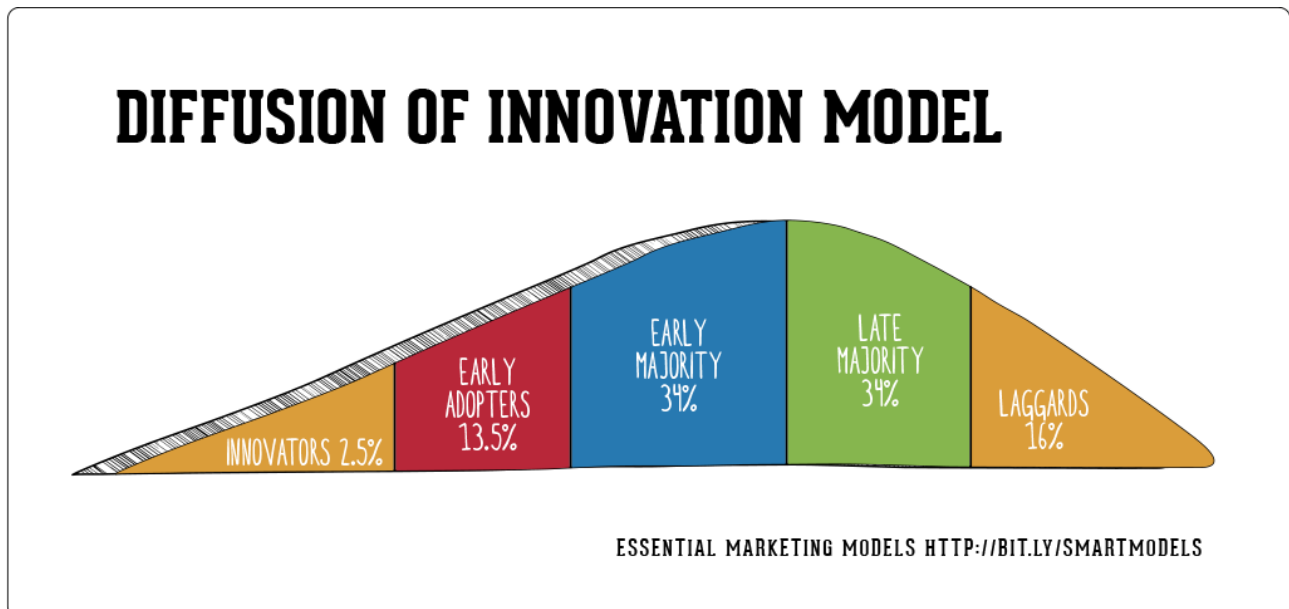 DIFFUSION OF INNOVATION MODEL
INNOVATORS 2.5%
EARLY
ADOPTERS
13.5%
EARLY
MAJORITY
34%
LATE
MAJORITY
34%
LAGGARDS
16%
ESSENTIAL MARKETING MODELS HTTP://BIT.LY/SMARTMODELS